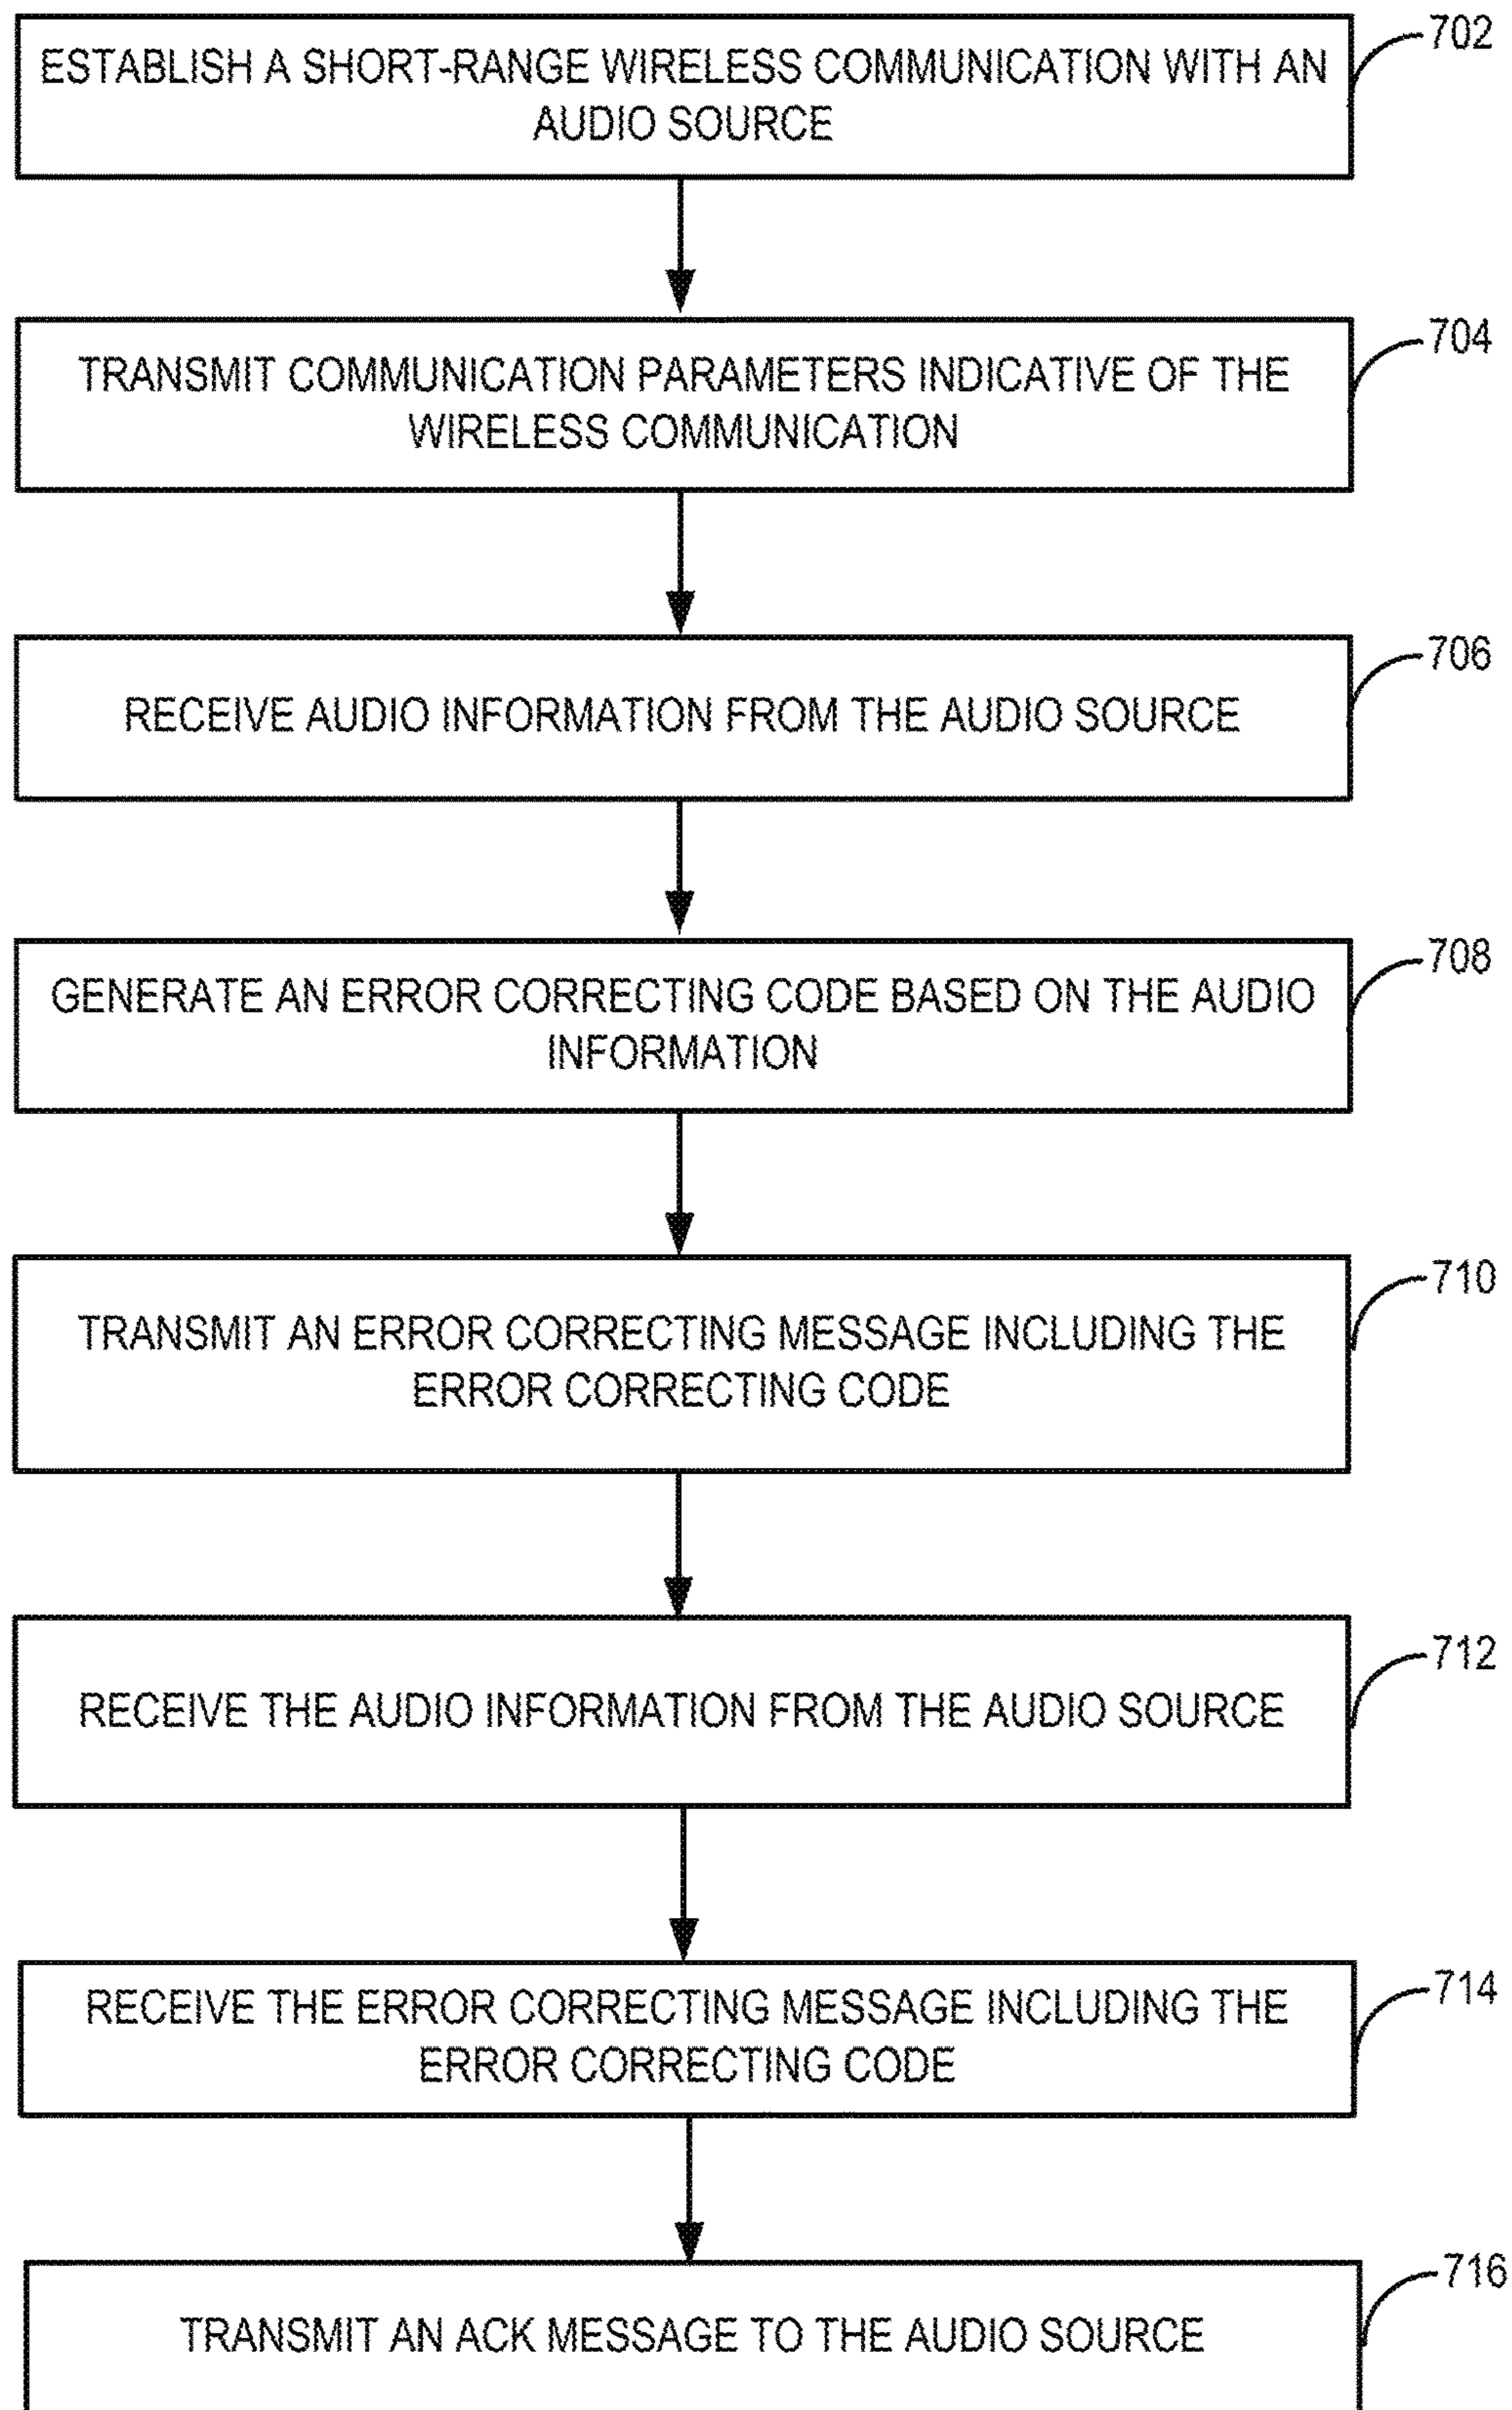 702
ESTABLISH A SHORT-RANGE WIRELESS COMMUNICATION WITH AN
AUDIO SOURCE
704
TRANSMIT COMMUNICATION PARAMETERS INDICATIVE OF THE
WIRELESS COMMUNICATION
706
RECEIVE AUDIO INFORMATION FROM THE AUDIO SOURCE
708
GENERATE AN ERROR CORRECTING CODE BASED ON THE AUDIO
INFORMATION
710
TRANSMIT AN ERROR CORRECTING MESSAGE INCLUDING THE
ERROR CORRECTING CODE
712
RECEIVE THE AUDIO INFORMATION FROM THE AUDIO SOURCE
714
RECEIVE THE ERROR CORRECTING MESSAGE INCLUDING THE
ERROR CORRECTING CODE
716
TRANSMIT AN ACK MESSAGE TO THE AUDIO SOURCE